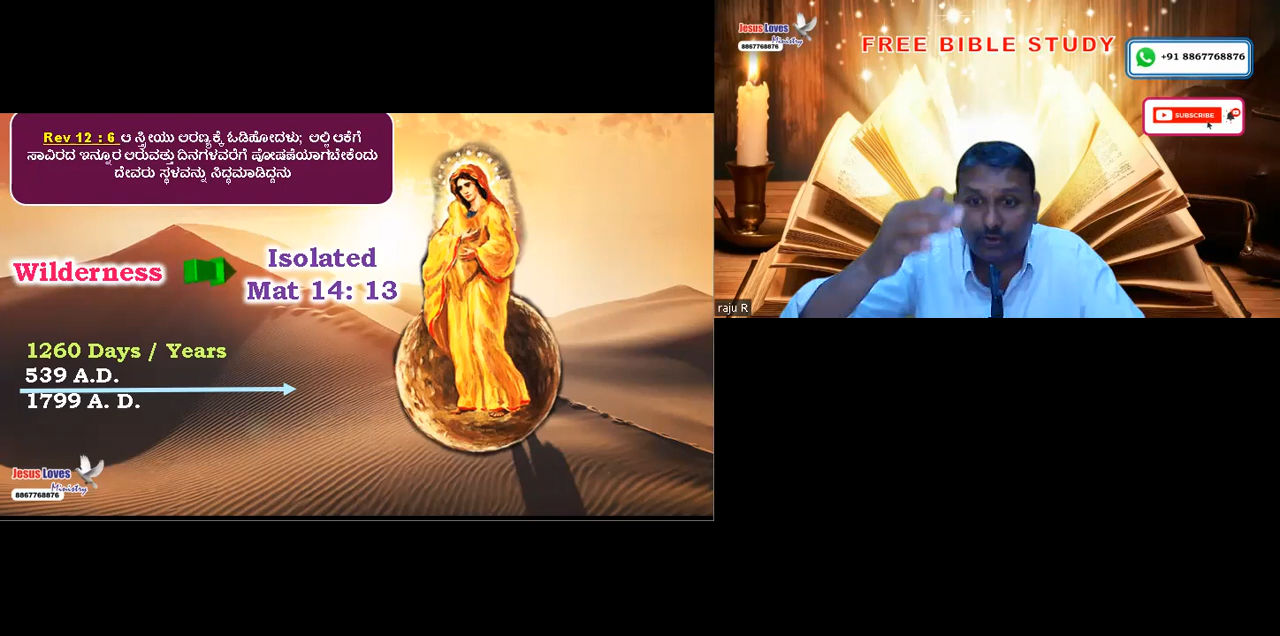 Rev 12 : 6 ಆ ಸ್ತ್ರೀಯು ಅರಣ್ಯಕ್ಕೆ ಓಡಿಹೋದಳು; ಅಲ್ಲಿ ಆಕೆಗೆ
ಸಾವಿರದ ಇನ್ನೂರ ಅರುವತ್ತು ದಿನಗಳವರೆಗೆ ಪೋಷಣೆಯಾಗಬೇಕೆಂದು
ದೇವರು ಸ್ಥಳವನ್ನು ಸಿದ್ಧಮಾಡಿದ್ದನು
Wilderness
Isolated
Mat 14: 13
1260 Days / Years
539 A.D.
1799 A. D.
Jesus Loves
Ministry
8867768876
Jesus Loves
Ministry
8867768876
FREE BIBLE STUDY
+91 8867768876
SUBSCRIBE
raju R